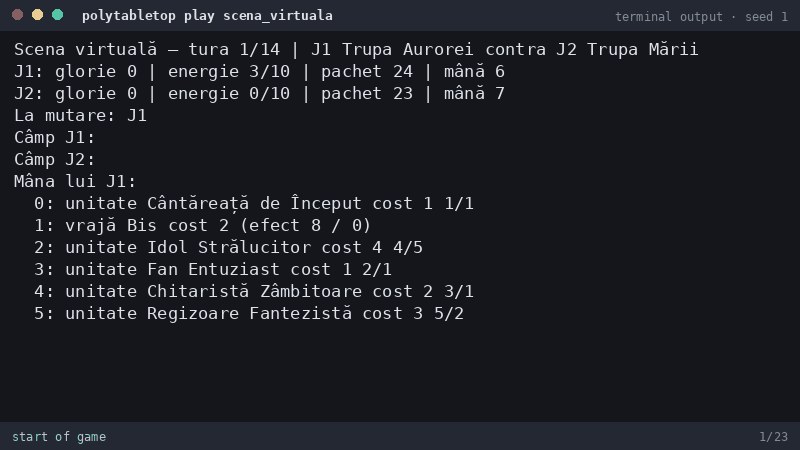 polytabletop play scena_virtuala
terminal output · seed 1
Scena virtuală — tura 1/14 | J1 Trupa Aurorei contra J2 Trupa Mării
J1: glorie 0 | energie 3/10 | pachet 24 | mână 6
J2: glorie 0 | energie 0/10 | pachet 23 | mână 7
La mutare: J1
Câmp J1:
Câmp J2:
Mâna lui J1:
0: unitate Cântăreață de Început cost 1 1/1
1: vrajă Bis cost 2 (efect 8 / 0)
2: unitate Idol Strălucitor cost 4 4/5
3: unitate Fan Entuziast cost 1 2/1
4: unitate Chitaristă Zâmbitoare cost 2 3/1
5: unitate Regizoare Fantezistă cost 3 5/2
start of game
1/23